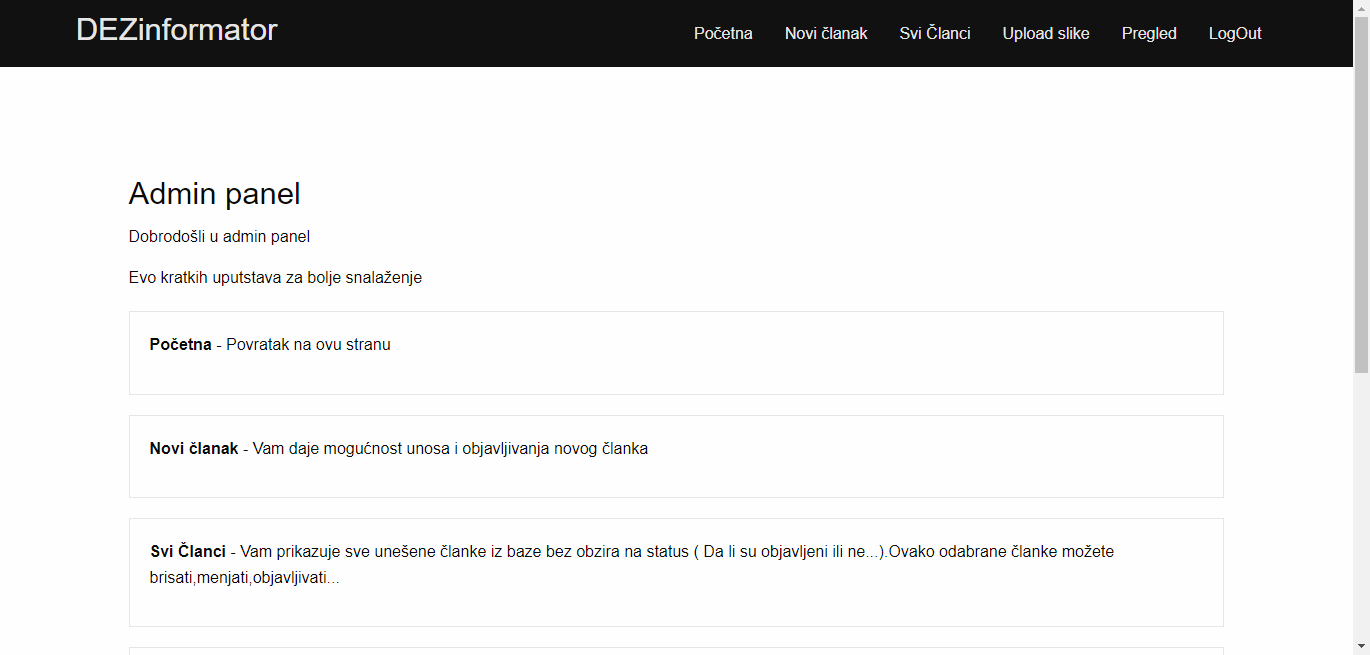 DEZinformator
Početna Novi članak Svi Članci Upload slike Pregled LogOut
Admin panel
Dobrodošli u admin panel
Evo kratkih uputstava za bolje snalaženje
Početna - Povratak na ovu stranu
Novi članak - Vam daje mogućnost unosa i objavljivanja novog članka
Svi Članci - Vam prikazuje sve unešene članke iz baze bez obzira na status ( Da li su objavljeni ili ne...).Ovako odabrane članke možete
brisati,menjati,objavljivati...